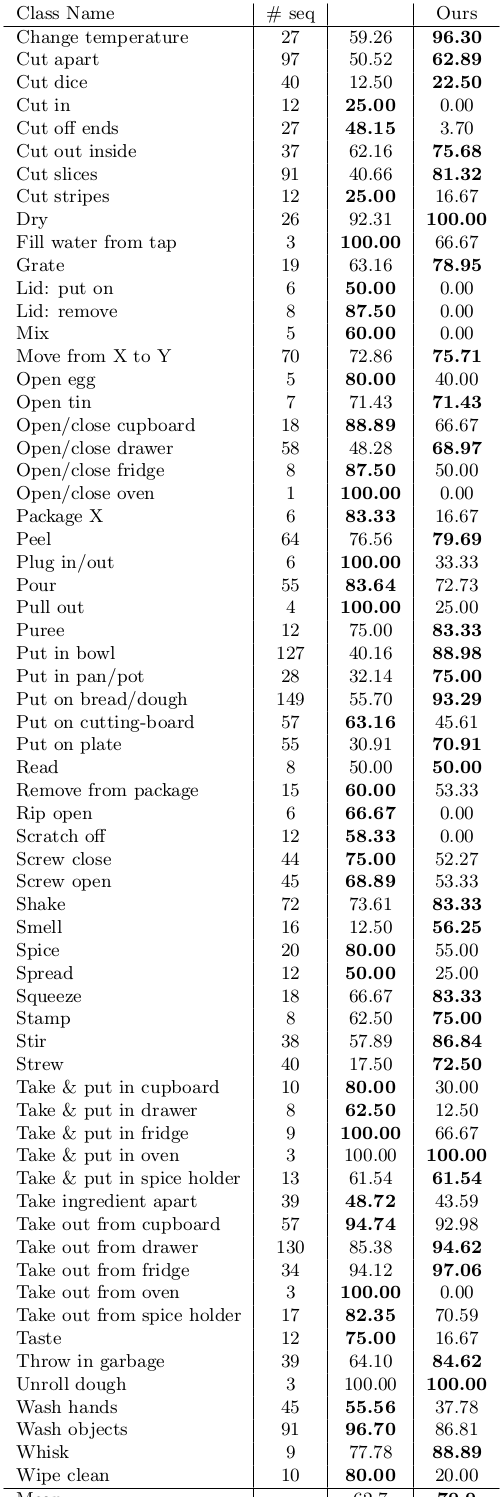 Class Name # seq Ours
Change temperature 27 59.26 96.30
Cut apart 97 50.52 62.89
Cut dice 40 12.50 22.50
Cut in 12 25.00 0.00
Cut off ends 27 48.15 3.70
Cut out inside 37 62.16 75.68
Cut slices 91 40.66 81.32
Cut stripes 12 25.00 16.67
Dry 26 92.31 100.00
Fill water from tap 3 100.00 66.67
Grate 19 63.16 78.95
Lid: put on 6 50.00 0.00
Lid: remove 8 87.50 0.00
Mix 5 60.00 0.00
Move from X to Y 70 72.86 75.71
Open egg 5 80.00 40.00
Open tin 7 71.43 71.43
Open/close cupboard 18 88.89 66.67
Open/close drawer 58 48.28 68.97
Open/close fridge 8 87.50 50.00
Open/close oven 1 100.00 0.00
Package X 6 83.33 16.67
Peel 64 76.56 79.69
Plug in/out 6 100.00 33.33
Pour 55 83.64 72.73
Pull out 4 100.00 25.00
Puree 12 75.00 83.33
Put in bowl 127 40.16 88.98
Put in pan/pot 28 32.14 75.00
Put on bread/dough 149 55.70 93.29
Put on cutting-board 57 63.16 45.61
Put on plate 55 30.91 70.91
Read 8 50.00 50.00
Remove from package 15 60.00 53.33
Rip open 6 66.67 0.00
Scratch off 12 58.33 0.00
Screw close 44 75.00 52.27
Screw open 45 68.89 53.33
Shake 72 73.61 83.33
Smell 16 12.50 56.25
Spice 20 80.00 55.00
Spread 12 50.00 25.00
Squeeze 18 66.67 83.33
Stamp 8 62.50 75.00
Stir 38 57.89 86.84
Strew 40 17.50 72.50
Take & put in cupboard 10 80.00 30.00
Take & put in drawer 8 62.50 12.50
Take & put in fridge 9 100.00 66.67
Take & put in oven 3 100.00 100.00
Take & put in spice holder 13 61.54 61.54
Take ingredient apart 39 48.72 43.59
Take out from cupboard 57 94.74 92.98
Take out from drawer 130 85.38 94.62
Take out from fridge 34 94.12 97.06
Take out from oven 3 100.00 0.00
Take out from spice holder 17 82.35 70.59
Taste 12 75.00 16.67
Throw in garbage 39 64.10 84.62
Unroll dough 3 100.00 100.00
Wash hands 45 55.56 37.78
Wash objects 91 96.70 86.81
Whisk 9 77.78 88.89
Wipe clean 10 80.00 20.00